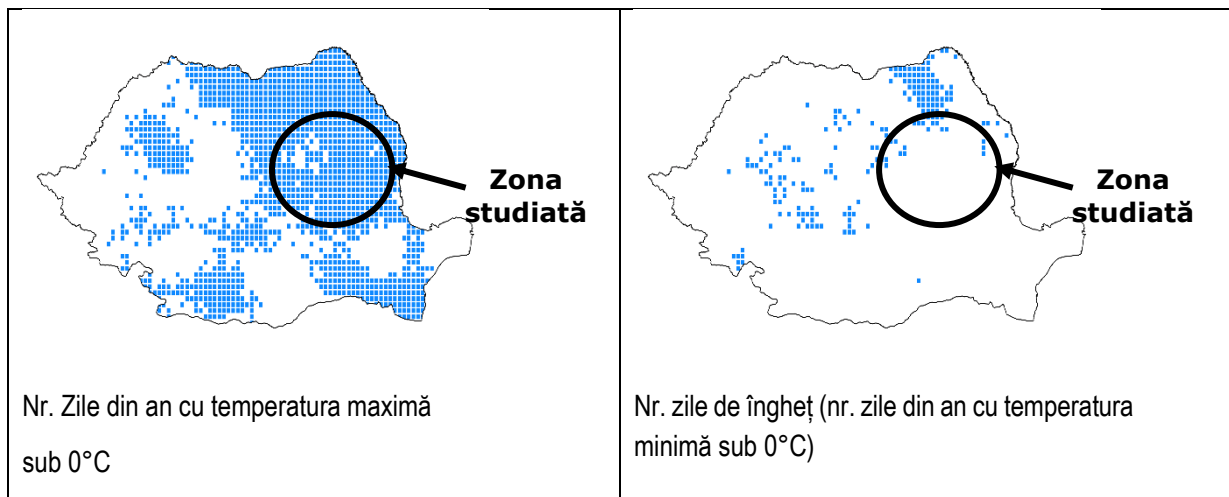 Zona
studiată
Nr. Zile din an cu temperatura maximă
sub 0°C
Zona
studiată
Nr. zile de îngheț (nr. zile din an cu temperatura
minimă sub 0°C)